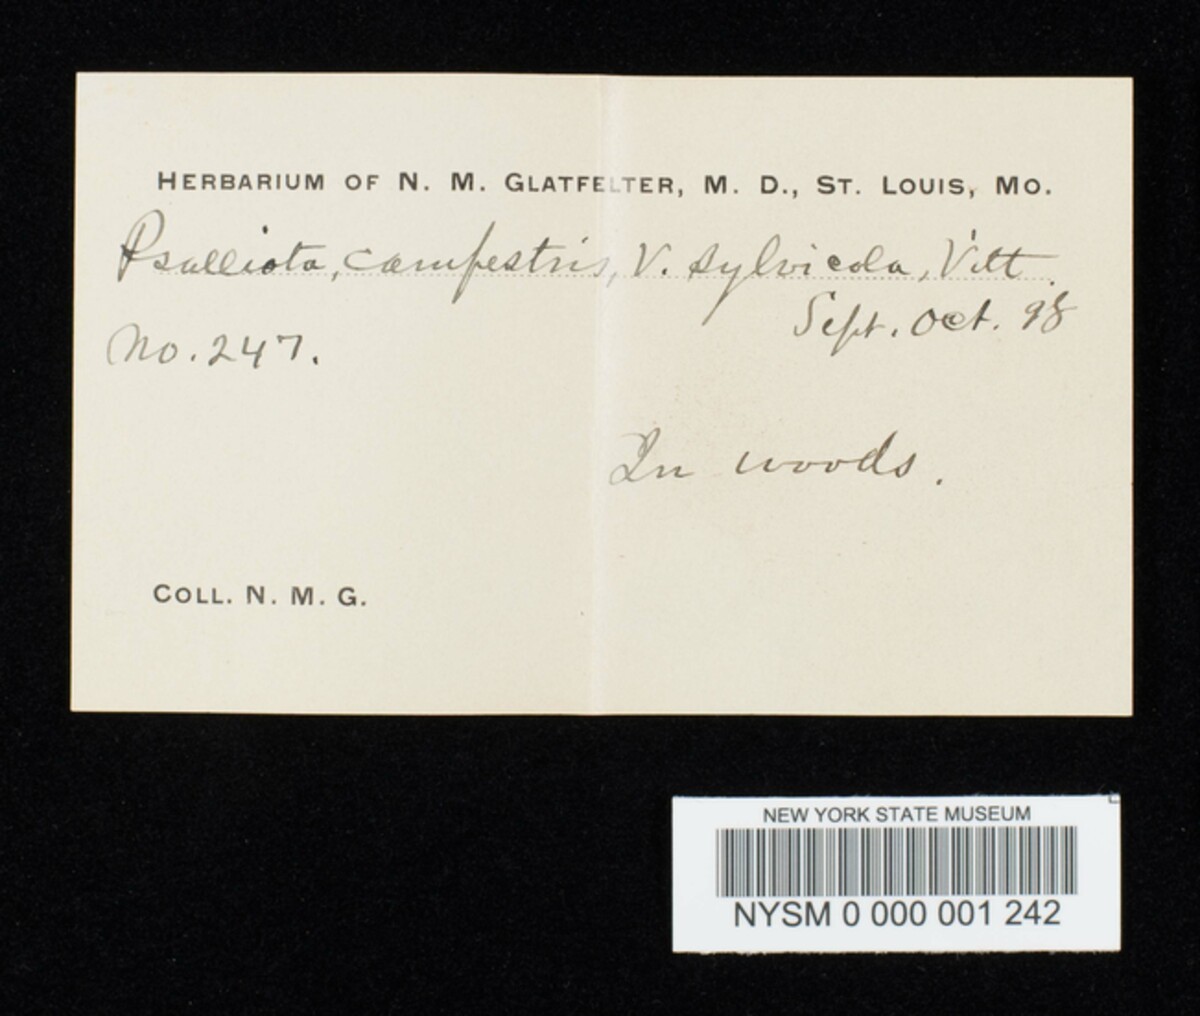 HERBARIUM OF N. M. GLATFELTER, M. D., ST. LOUIS, MO.
Psalliota, campestris, V. sylvicola, Vitt.
Sept. Oct. 98
No. 247.
In woods.
COLL. N. M. G.
NEW YORK STATE MUSEUM
NYSM 0 000 001 242